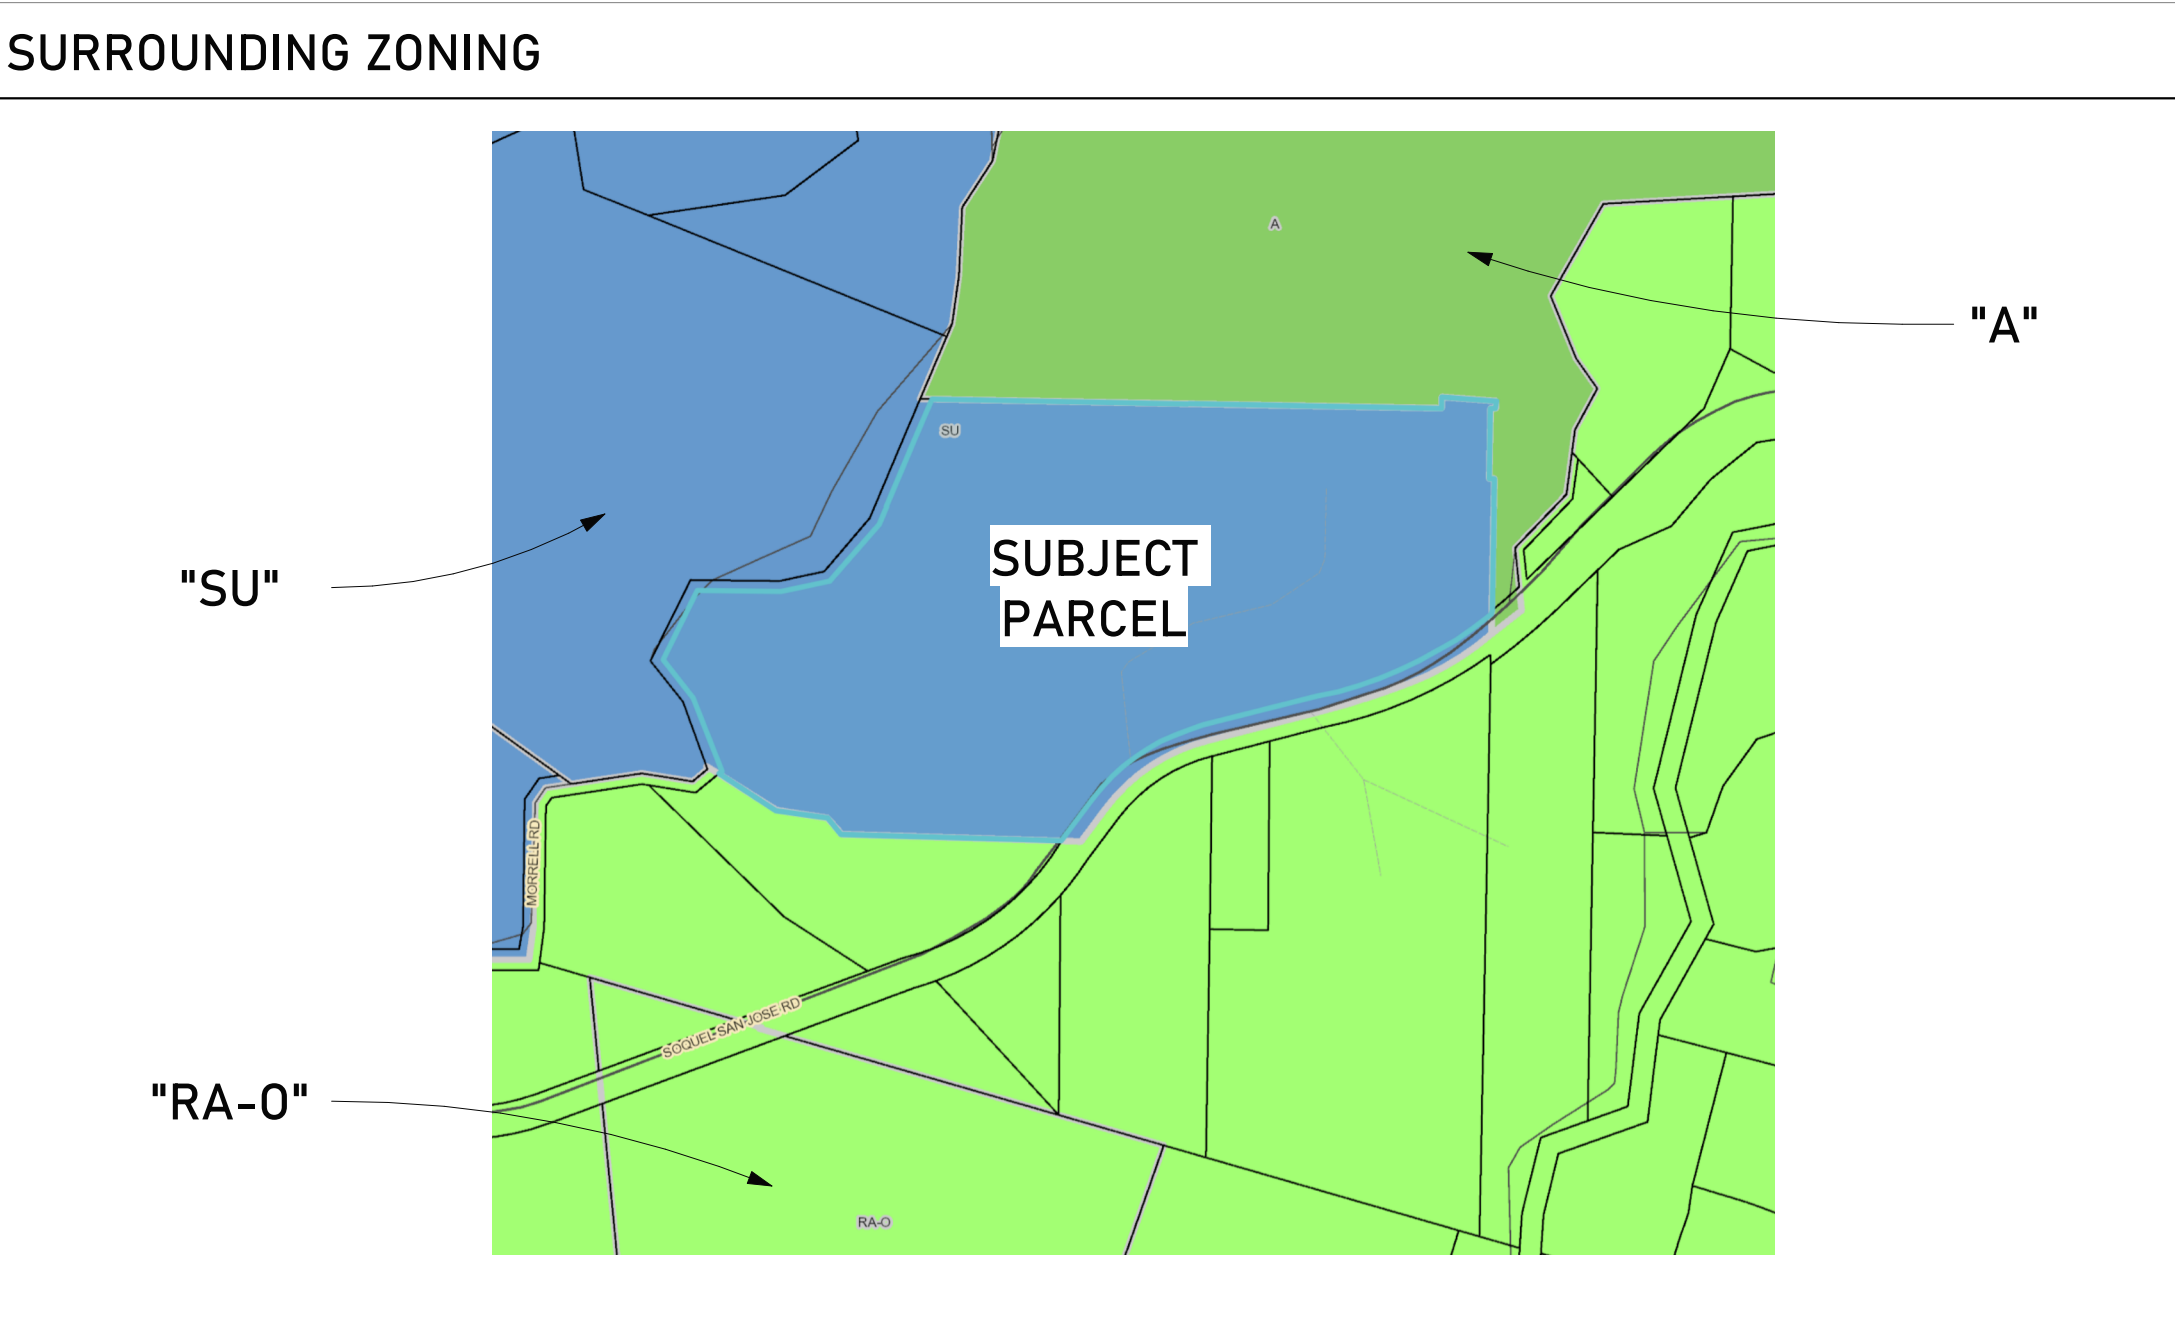 SURROUNDING ZONING
A
"A"
SU
SUBJECT
PARCEL
"SU"
MORRELL RD
SOQUEL-SAN JOSE RD
"RA-O"
RA-O